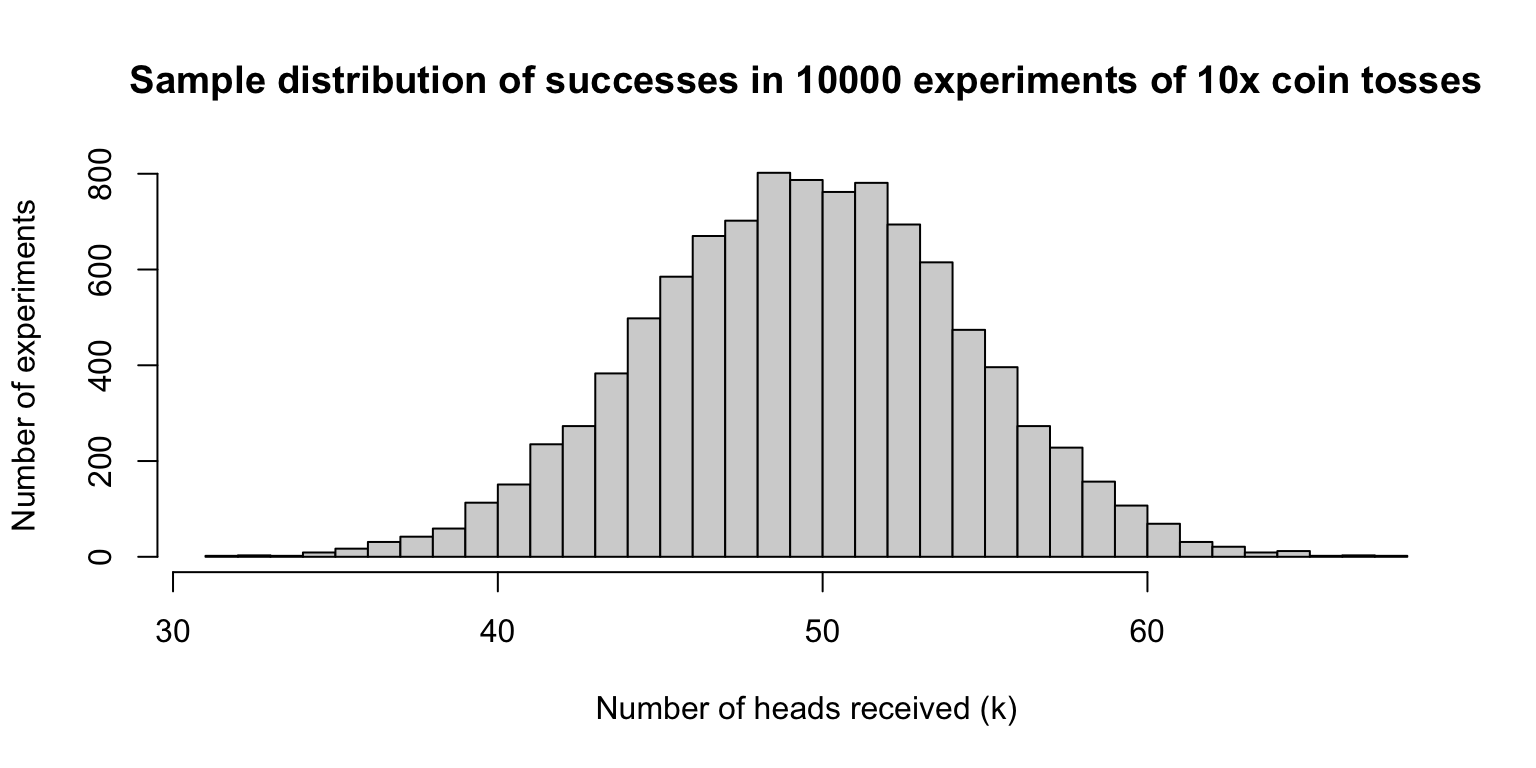 Sample distribution of successes in 10000 experiments of 10x coin tosses
Number of experiments
800
600
400
200
0
30 40 50 60
Number of heads received (k)